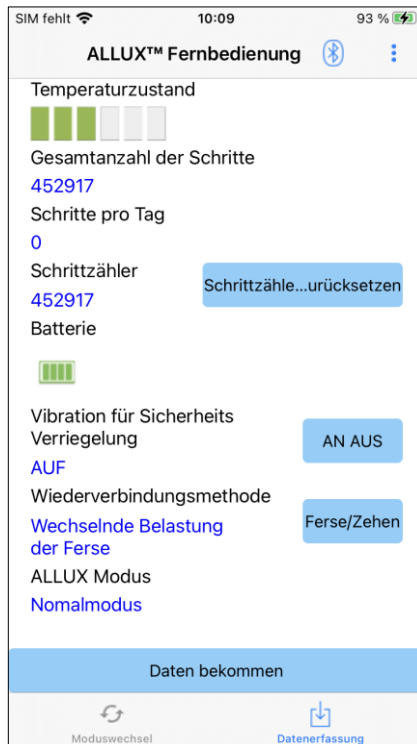 SIM fehlt 10:09 93 %
ALLUX™ Fernbedienung
Temperaturzustand
Gesamtanzahl der Schritte
452917
Schritte pro Tag
0
Schrittzähler
452917
Schrittzähle...urücksetzen
Batterie
Vibration für Sicherheits
Verriegelung
AUF
AN AUS
Wiederverbindungsmethode
Wechselnde Belastung
der Ferse
Ferse/Zehen
ALLUX Modus
Nomalmodus
Daten bekommen
Moduswechsel Datenerfassung